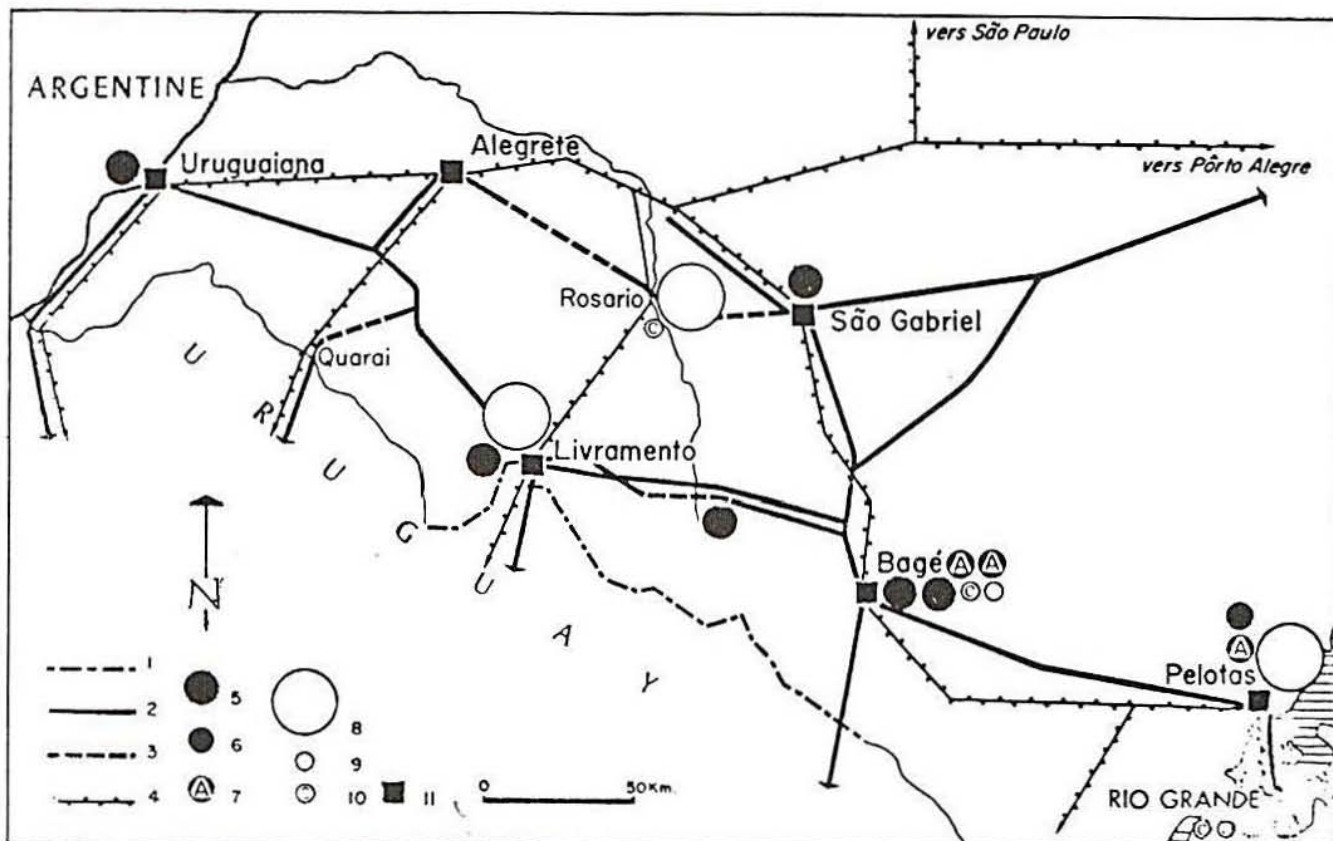 vers São Paulo
ARGENTINE
Uruguaiana
Alegrete
vers Pôrto Alegre
Rosario
©
São Gabriel
Quarai
Livramento
URUGUAY
Bagé A A
©
A
Pelotas
N
1
2
3
4
5
6
A 7
8
9
© 10
11
0 50Km.
RIO GRANDE
©